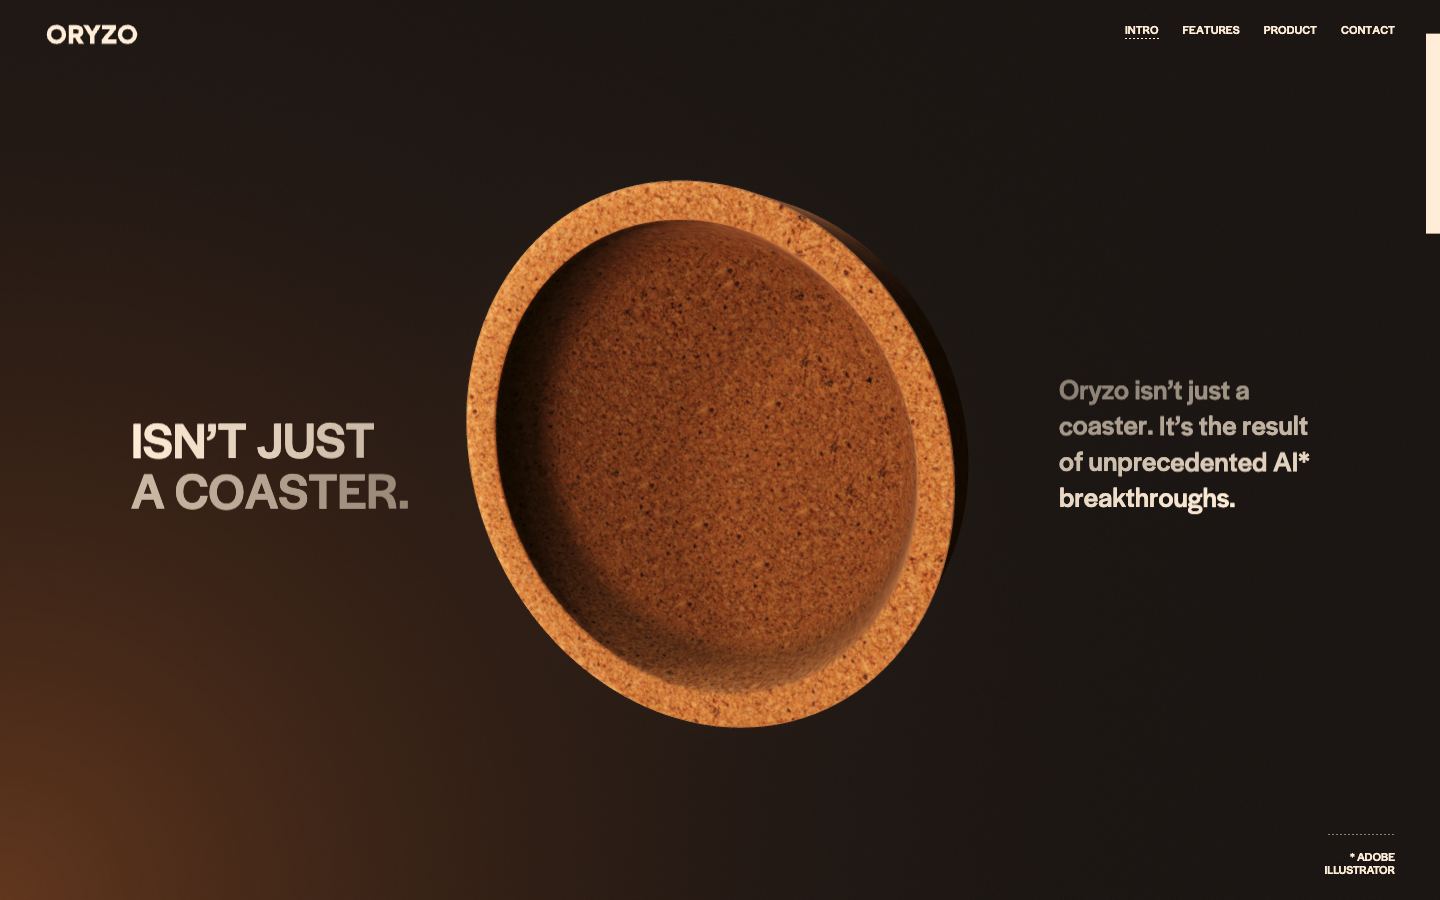 ORYZO
INTRO
FEATURES
PRODUCT
CONTACT
ISN’T JUST
A COASTER.
Oryzo isn’t just a
coaster. It’s the result
of unprecedented AI*
breakthroughs.
* ADOBE
ILLUSTRATOR